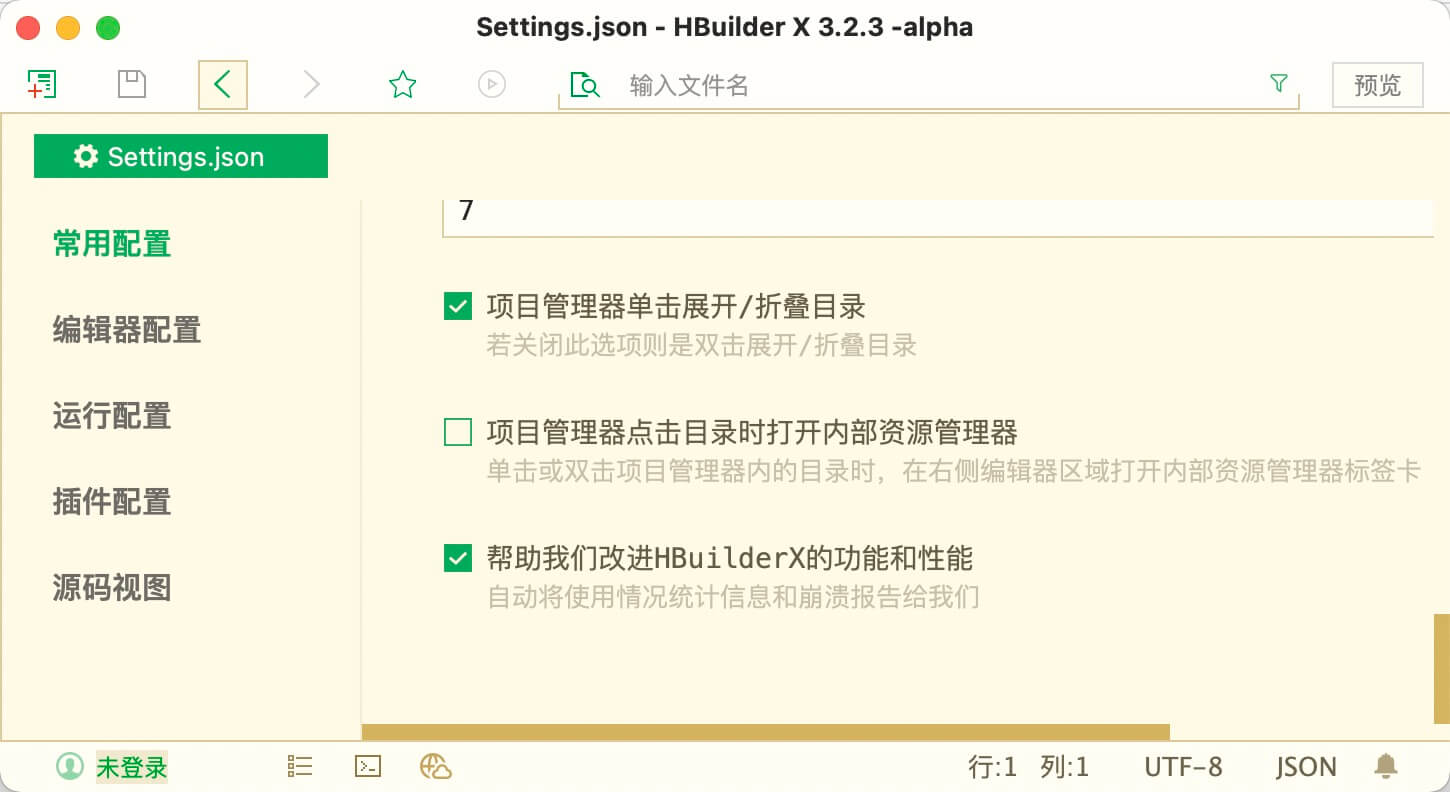 Settings.json - HBuilder X 3.2.3 -alpha
输入文件名
预览
Settings.json
常用配置
编辑器配置
运行配置
插件配置
源码视图
7
项目管理器单击展开/折叠目录
若关闭此选项则是双击展开/折叠目录
项目管理器点击目录时打开内部资源管理器
单击或双击项目管理器内的目录时，在右侧编辑器区域打开内部资源管理器标签卡
帮助我们改进HBuilderX的功能和性能
自动将使用情况统计信息和崩溃报告给我们
未登录
行:1 列:1 UTF-8 JSON